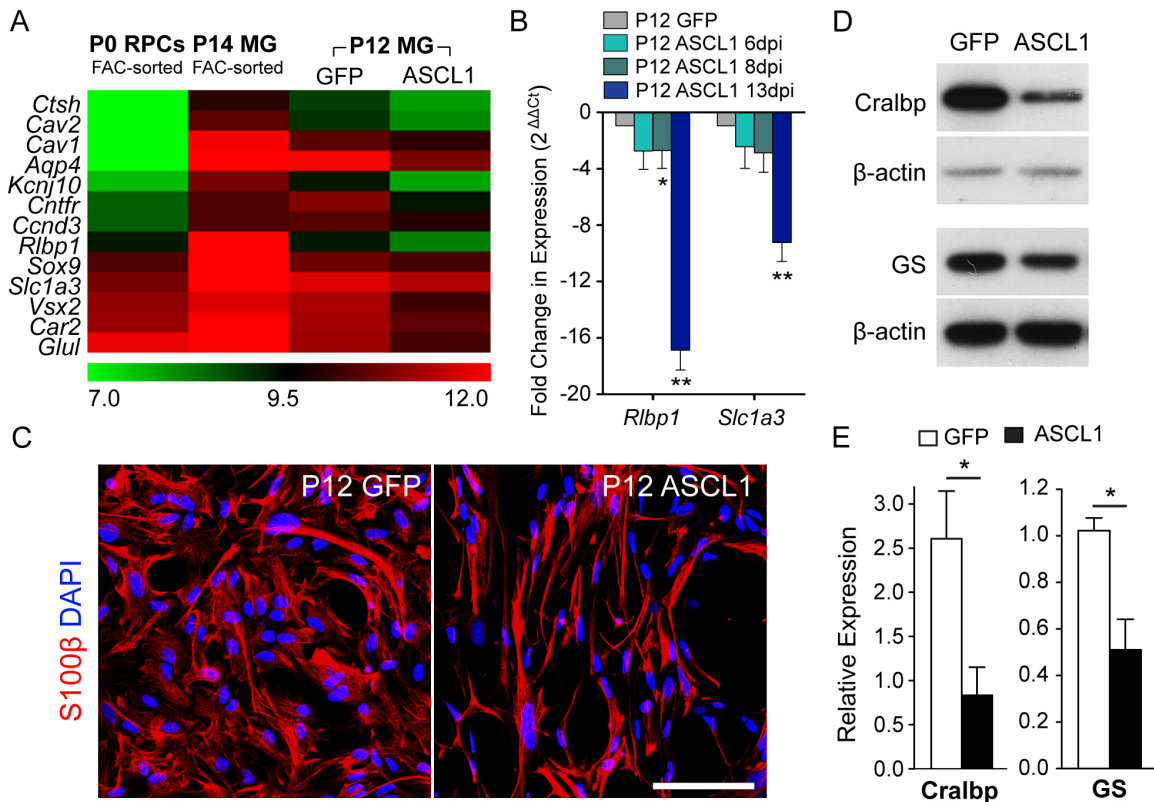 A
P0 RPCs P14 MG P12 MG
FAC-sorted FAC-sorted GFP ASCL1
Ctsh
Cav2
Cav1
Aqp4
Kcnj10
Cntfr
Ccnd3
Rlbp1
Sox9
Slc1a3
Vsx2
Car2
Glul
7.0 9.5 12.0
B
P12 GFP
P12 ASCL1 6dpi
P12 ASCL1 8dpi
P12 ASCL1 13dpi
Fold Change in Expression (2^ΔΔCt)
0
-4
-8
-12
-16
-20
*
**
**
Rlbp1 Slc1a3
C
S100β DAPI
P12 GFP
P12 ASCL1
D
GFP ASCL1
Cralbp
β-actin
GS
β-actin
E
GFP ASCL1
Relative Expression
3.0
2.5
2.0
1.5
1.0
0.5
0.0
*
Cralbp
1.2
1.0
0.8
0.6
0.4
0.2
0.0
*
GS